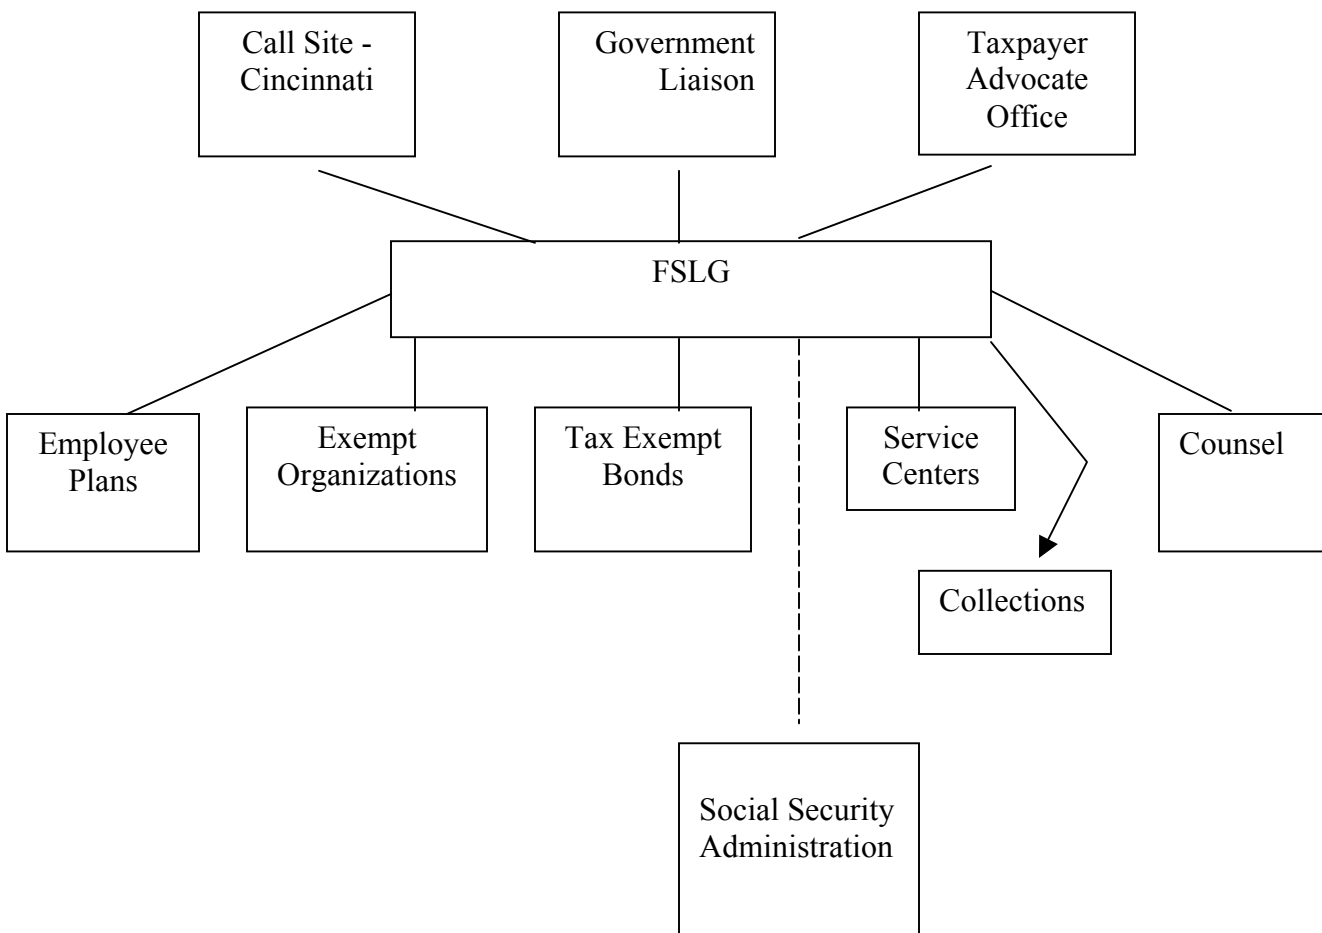 Call Site -
Cincinnati
Government
Liaison
Taxpayer
Advocate
Office
FSLG
Employee
Plans
Exempt
Organizations
Tax Exempt
Bonds
Service
Centers
Counsel
Collections
Social Security
Administration